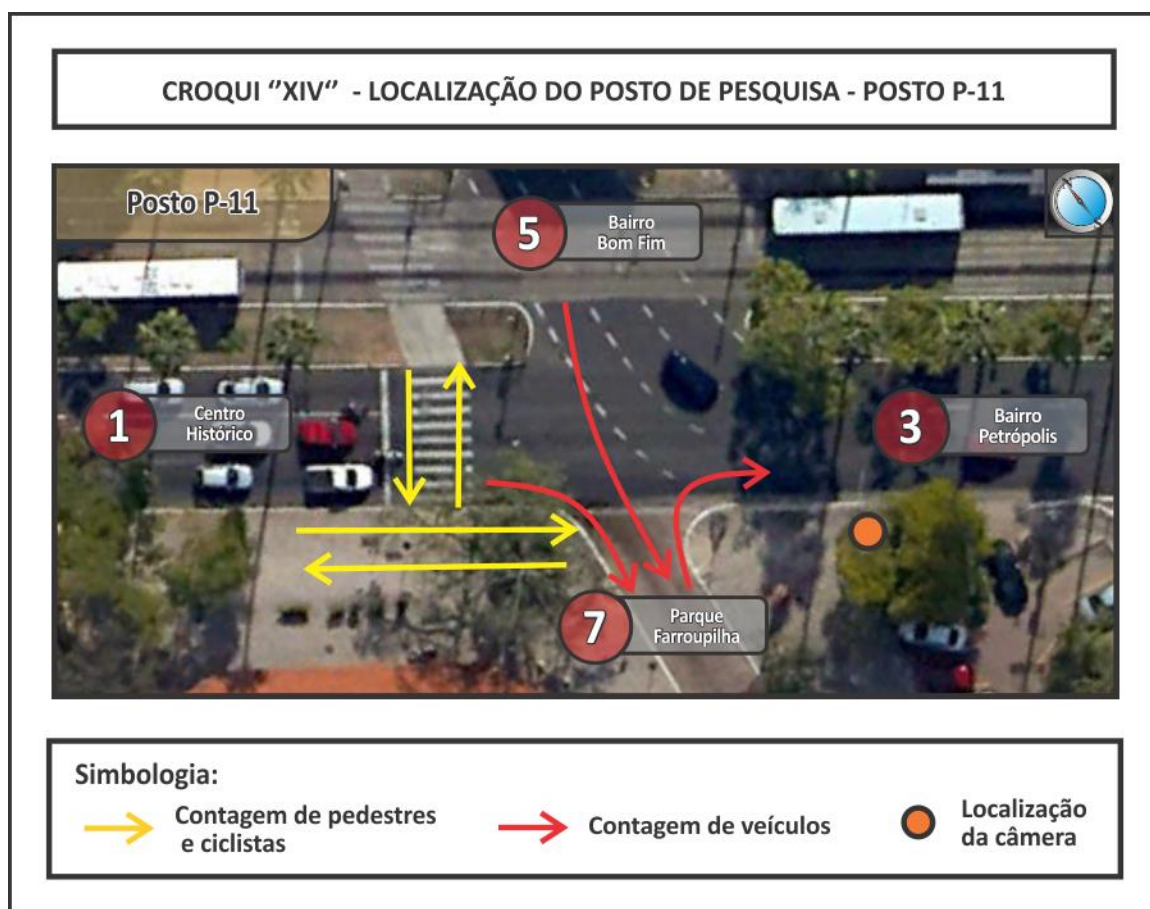 CROQUI ‘’XIV‘’ - LOCALIZAÇÃO DO POSTO DE PESQUISA - POSTO P-11
Posto P-11
5
Bairro
Bom Fim
1
Centro
Histórico
3
Bairro
Petrópolis
7
Parque
Farroupilha
Simbologia:
Contagem de pedestres
e ciclistas
Contagem de veículos
Localização
da câmera